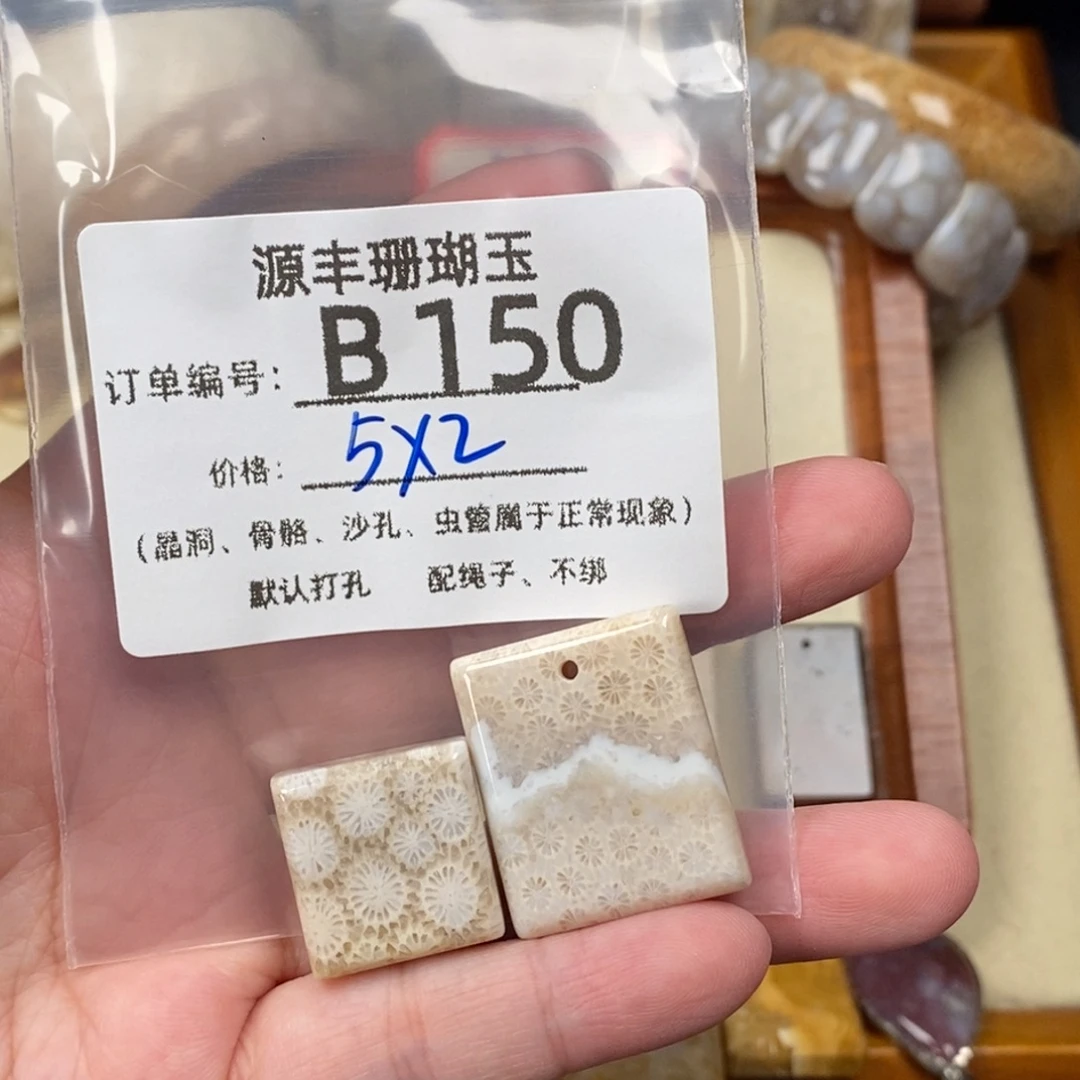 源丰珊瑚玉
订单编号: B150
价格: 5X2
(晶洞、骨骼、沙孔、虫管属于正常现象)
默认打孔 配绳子、不绑